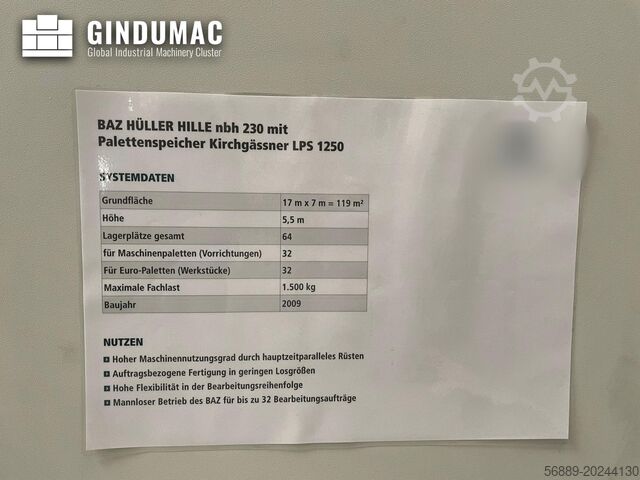 GINDUMAC
Global Industrial Machinery Cluster
BAZ HÜLLER HILLE nbh 230 mit
Palettenspeicher Kirchgässner LPS 1250
SYSTEMDATEN
Grundfläche 17 m x 7 m = 119 m²
Höhe 5,5 m
Lagerplätze gesamt 64
für Maschinenpaletten (Vorrichtungen) 32
Für Euro-Paletten (Werkstücke) 32
Maximale Fachlast 1.500 kg
Baujahr 2009
NUTZEN
Hoher Maschinennutzungsgrad durch hauptzeitparalleles Rüsten
Auftragsbezogene Fertigung in geringen Losgrößen
Hohe Flexibilität in der Bearbeitungsreihenfolge
Mannloser Betrieb des BAZ für bis zu 32 Bearbeitungsaufträge
56889-20244130